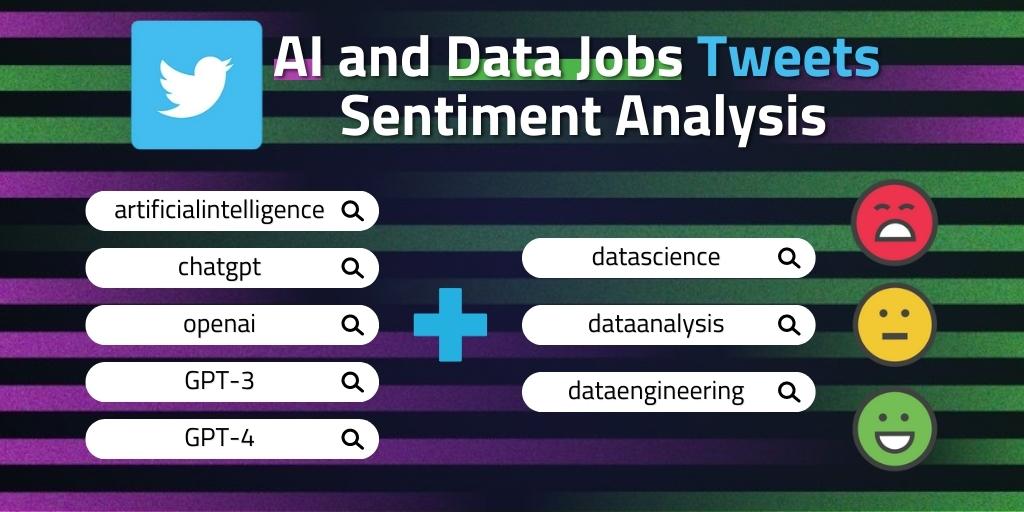 AI and Data Jobs Tweets
Sentiment Analysis
artificialintelligence
chatgpt
openai
GPT-3
GPT-4
datascience
dataanalysis
dataengineering